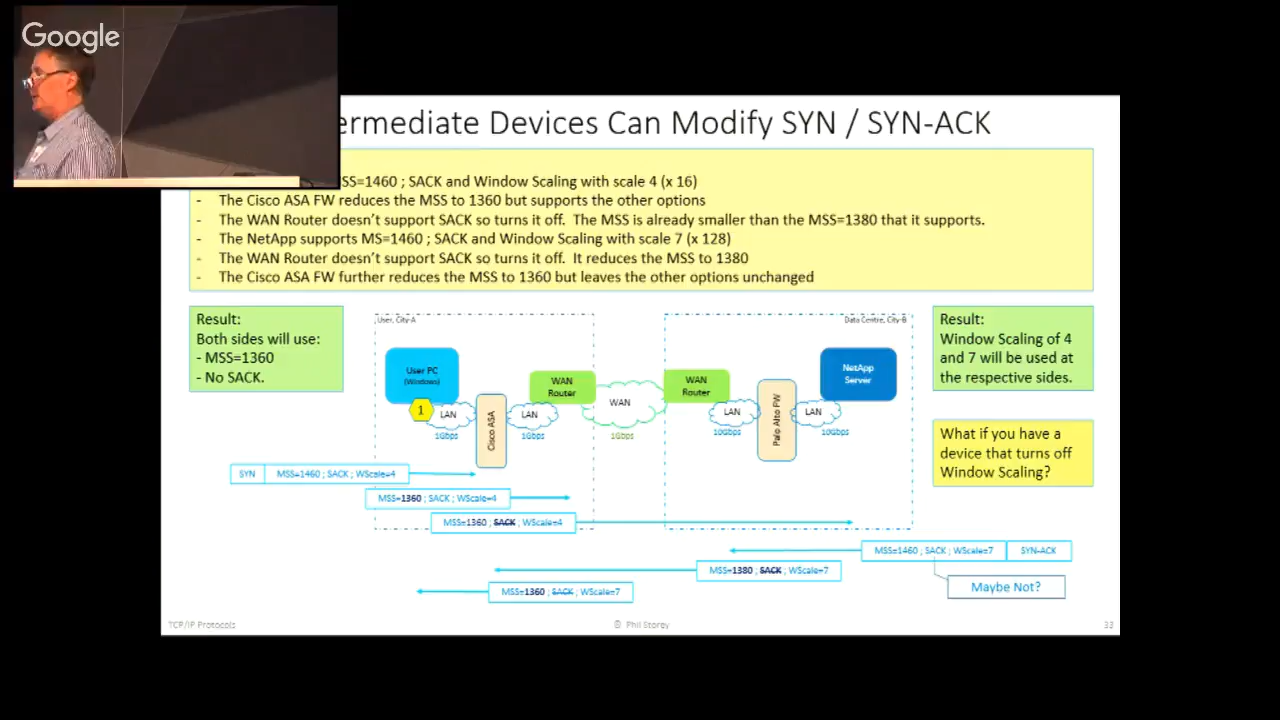 Google
ermediate Devices Can Modify SYN / SYN-ACK
SS=1460 ; SACK and Window Scaling with scale 4 (x 16)
- The Cisco ASA FW reduces the MSS to 1360 but supports the other options
- The WAN Router doesn't support SACK so turns it off. The MSS is already smaller than the MSS=1380 that it supports.
- The NetApp supports MS=1460 ; SACK and Window Scaling with scale 7 (x 128)
- The WAN Router doesn't support SACK so turns it off. It reduces the MSS to 1380
- The Cisco ASA FW further reduces the MSS to 1360 but leaves the other options unchanged
Result:
Both sides will use:
- MSS=1360
- No SACK.
User, City-A
User PC
(Windows)
1
LAN
1Gbps
Cisco ASA
LAN
1Gbps
WAN
Router
WAN
1Gbps
Data Centre, City-B
WAN
Router
LAN
10Gbps
Palo Alto FW
LAN
10Gbps
NetApp
Server
Result:
Window Scaling of 4
and 7 will be used at
the respective sides.
What if you have a
device that turns off
Window Scaling?
SYN MSS=1460 ; SACK ; WScale=4
MSS=1360 ; SACK ; WScale=4
MSS=1360 ; SACK ; WScale=4
MSS=1460 ; SACK ; WScale=7 SYN-ACK
MSS=1380 ; SACK ; WScale=7
Maybe Not?
MSS=1360 ; SACK ; WScale=7
TCP/IP Protocols
© Phil Storey
33